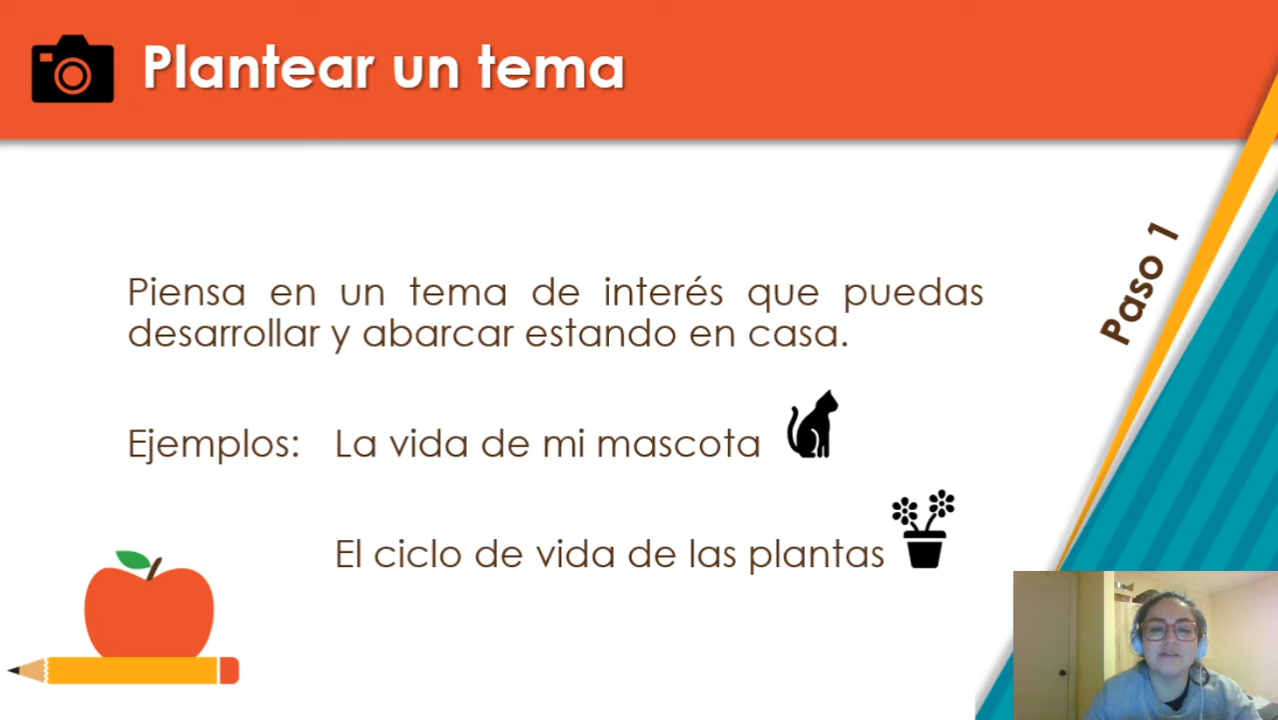 Plantear un tema
Paso 1
Piensa en un tema de interés que puedas
desarrollar y abarcar estando en casa.
Ejemplos: La vida de mi mascota
El ciclo de vida de las plantas